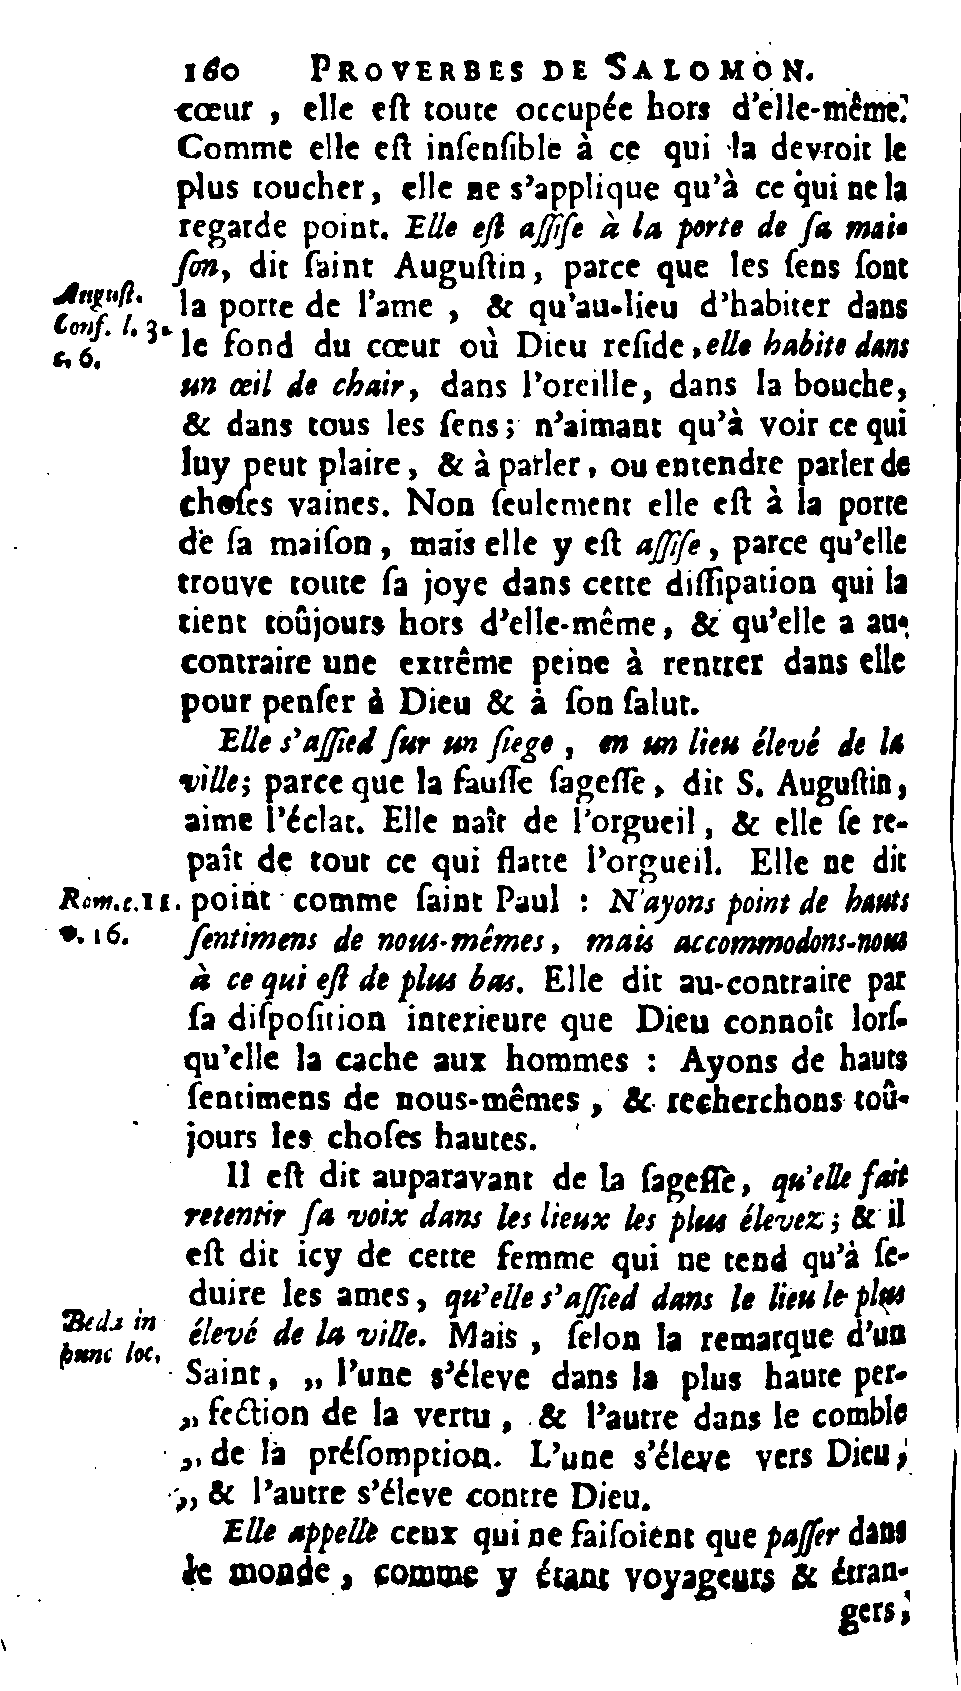 160 PROVERBES DE SALOMON.
cœur , elle eſt toute occupée hors d'elle-même.
Comme elle eſt inſenſible à ce qui la devroit le
plus toucher, elle ne s'applique qu'à ce qui ne la
regarde point. Elle eſt aſſiſe à la porte de ſa mai-
ſon, dit ſaint Auguſtin, parce que les ſens ſont
Auguſt.
Conf. l. 3.
c. 6.
la porte de l'ame , & qu'au-lieu d'habiter dans
le fond du cœur où Dieu reſide, elle habite dans
un œil de chair, dans l'oreille, dans la bouche,
& dans tous les ſens; n'aimant qu'à voir ce qui
luy peut plaire, & à parler, ou entendre parler de
choſes vaines. Non ſeulement elle eſt à la porte
de ſa maiſon, mais elle y eſt aſſiſe, parce qu'elle
trouve toute ſa joye dans cette diſſipation qui la
tient toûjours hors d'elle-même, & qu'elle a au-
contraire une extrême peine à rentrer dans elle
pour penſer à Dieu & à ſon ſalut.
Elle s'aſſied ſur un ſiege , en un lieu élevé de la
ville; parce que la fauſſe ſageſſe, dit S. Auguſtin,
aime l'éclat. Elle naît de l'orgueil, & elle ſe re-
paît de tout ce qui flatte l'orgueil. Elle ne dit
Rom. c. 11.
v. 16.
point comme ſaint Paul : N'ayons point de hauts
ſentimens de nous-mêmes, mais accommodons-nous
à ce qui eſt de plus bas. Elle dit au-contraire par
ſa diſpoſition interieure que Dieu connoît lorſ-
qu'elle la cache aux hommes : Ayons de hauts
ſentimens de nous-mêmes , & recherchons toû-
jours les choſes hautes.
Il eſt dit auparavant de la ſageſſe, qu'elle fait
retentir ſa voix dans les lieux les plus élevez; & il
eſt dit icy de cette femme qui ne tend qu'à ſe-
duire les ames, qu'elle s'aſſied dans le lieu le plus
Beda in
hunc loc.
élevé de la ville. Mais , ſelon la remarque d'un
Saint, „ l'une s'éleve dans la plus haute per-
„ fection de la vertu , & l'autre dans le comble
„ de la préſomption. L'une s'éleve vers Dieu,
„ & l'autre s'éleve contre Dieu.
Elle appelle ceux qui ne faiſoient que paſſer dans
le monde , comme y étant voyageurs & étran-
gers,